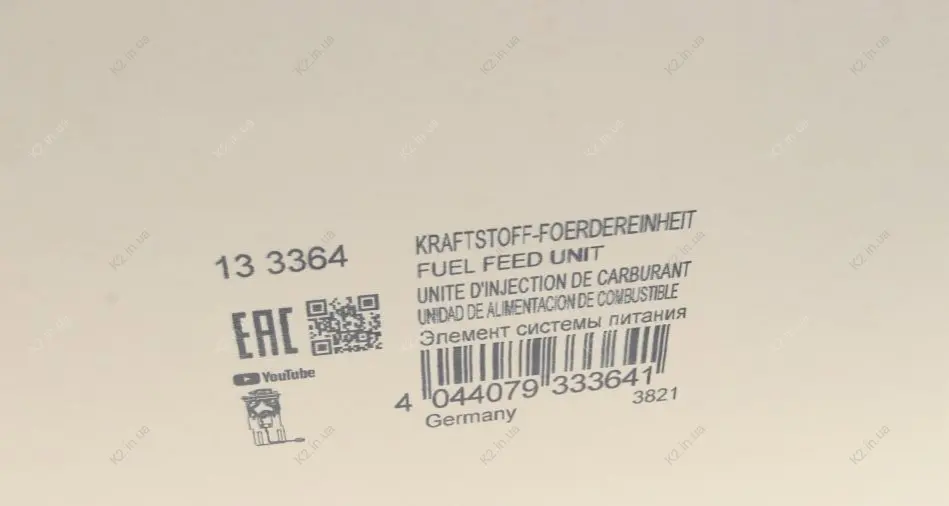 13 3364
KRAFTSTOFF-FOERDEREINHEIT
FUEL FEED UNIT
UNITE D'INJECTION DE CARBURANT
UNIDAD DE ALIMENTACION DE COMBUSTIBLE
Элемент системы питания
EAC
YouTube
4 044079 333641
Germany
3821
K2.in.ua